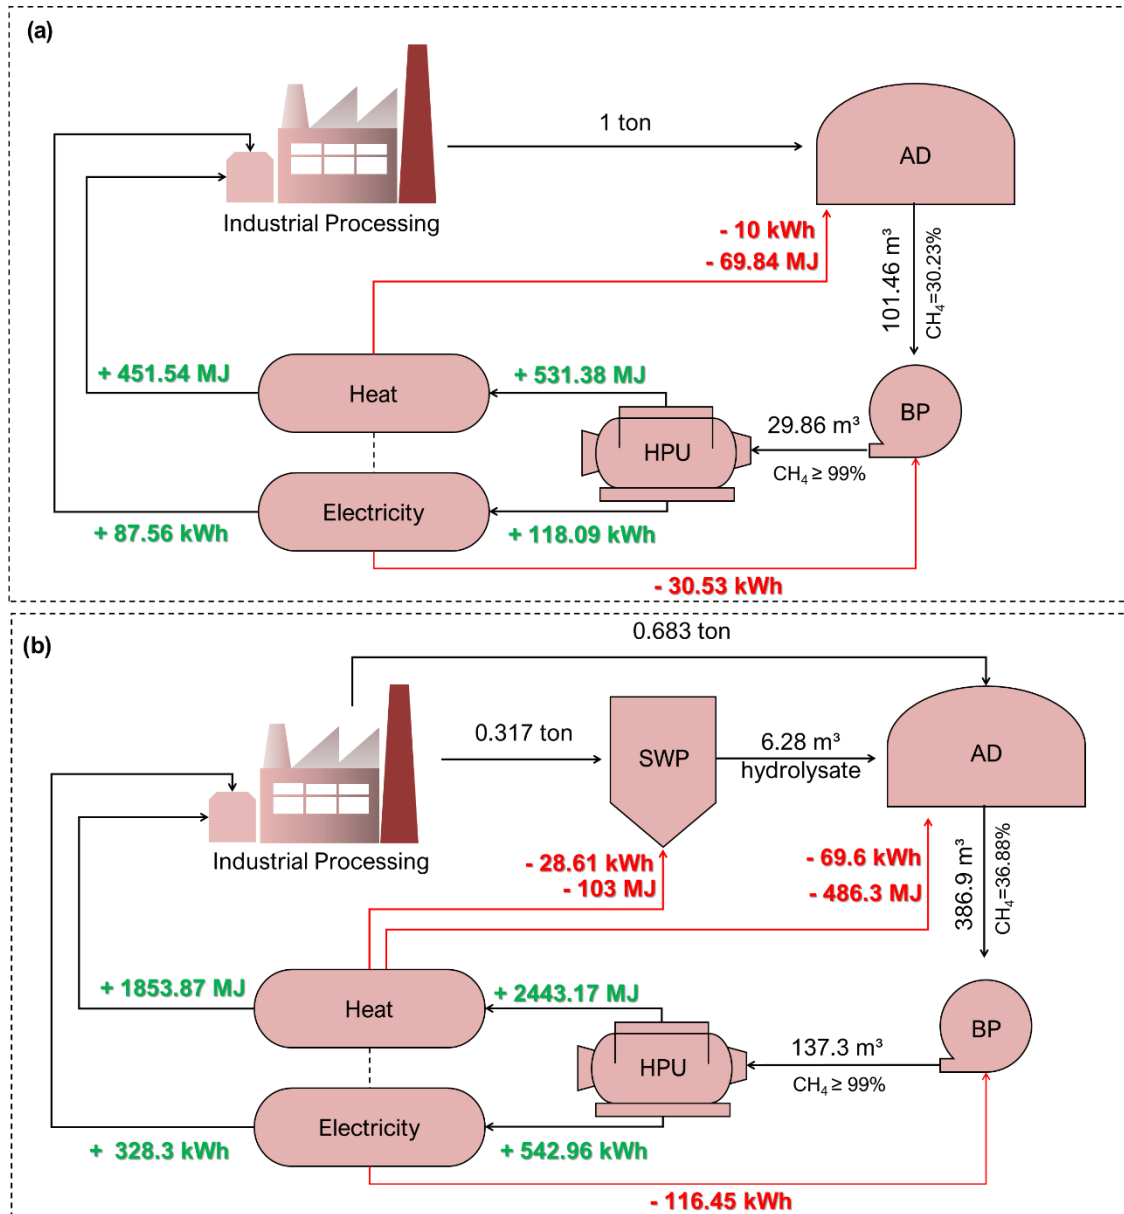 (a)
1 ton
AD
Industrial Processing
- 10 kWh
- 69.84 MJ
101.46 m³
CH₄=30.23%
+ 451.54 MJ
Heat
+ 531.38 MJ
BP
29.86 m³
HPU
CH₄ ≥ 99%
Electricity
+ 87.56 kWh
+ 118.09 kWh
- 30.53 kWh
(b)
0.683 ton
0.317 ton
SWP
6.28 m³
hydrolysate
AD
Industrial Processing
- 28.61 kWh
- 103 MJ
- 69.6 kWh
- 486.3 MJ
386.9 m³
CH₄=36.88%
+ 1853.87 MJ
Heat
+ 2443.17 MJ
BP
137.3 m³
HPU
CH₄ ≥ 99%
Electricity
+ 328.3 kWh
+ 542.96 kWh
- 116.45 kWh